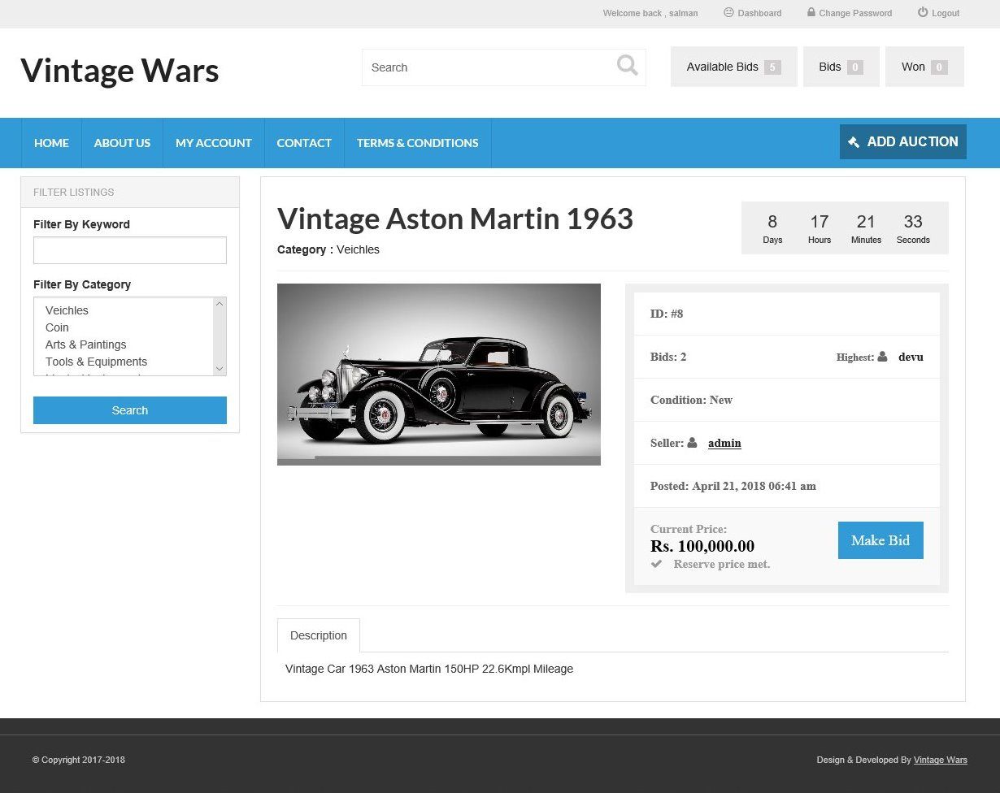 Welcome back , salman
Dashboard
Change Password
Logout
Vintage Wars
Search
Available Bids 5
Bids 0
Won 0
HOME
ABOUT US
MY ACCOUNT
CONTACT
TERMS & CONDITIONS
ADD AUCTION
FILTER LISTINGS
Filter By Keyword
Filter By Category
Veichles
Coin
Arts & Paintings
Tools & Equipments
Search
Vintage Aston Martin 1963
Category : Veichles
8 17 21 33
Days Hours Minutes Seconds
ID: #8
Bids: 2 Highest: devu
Condition: New
Seller: admin
Posted: April 21, 2018 06:41 am
Current Price:
Rs. 100,000.00
Reserve price met.
Make Bid
Description
Vintage Car 1963 Aston Martin 150HP 22.6Kmpl Mileage
© Copyright 2017-2018
Design & Developed By Vintage Wars